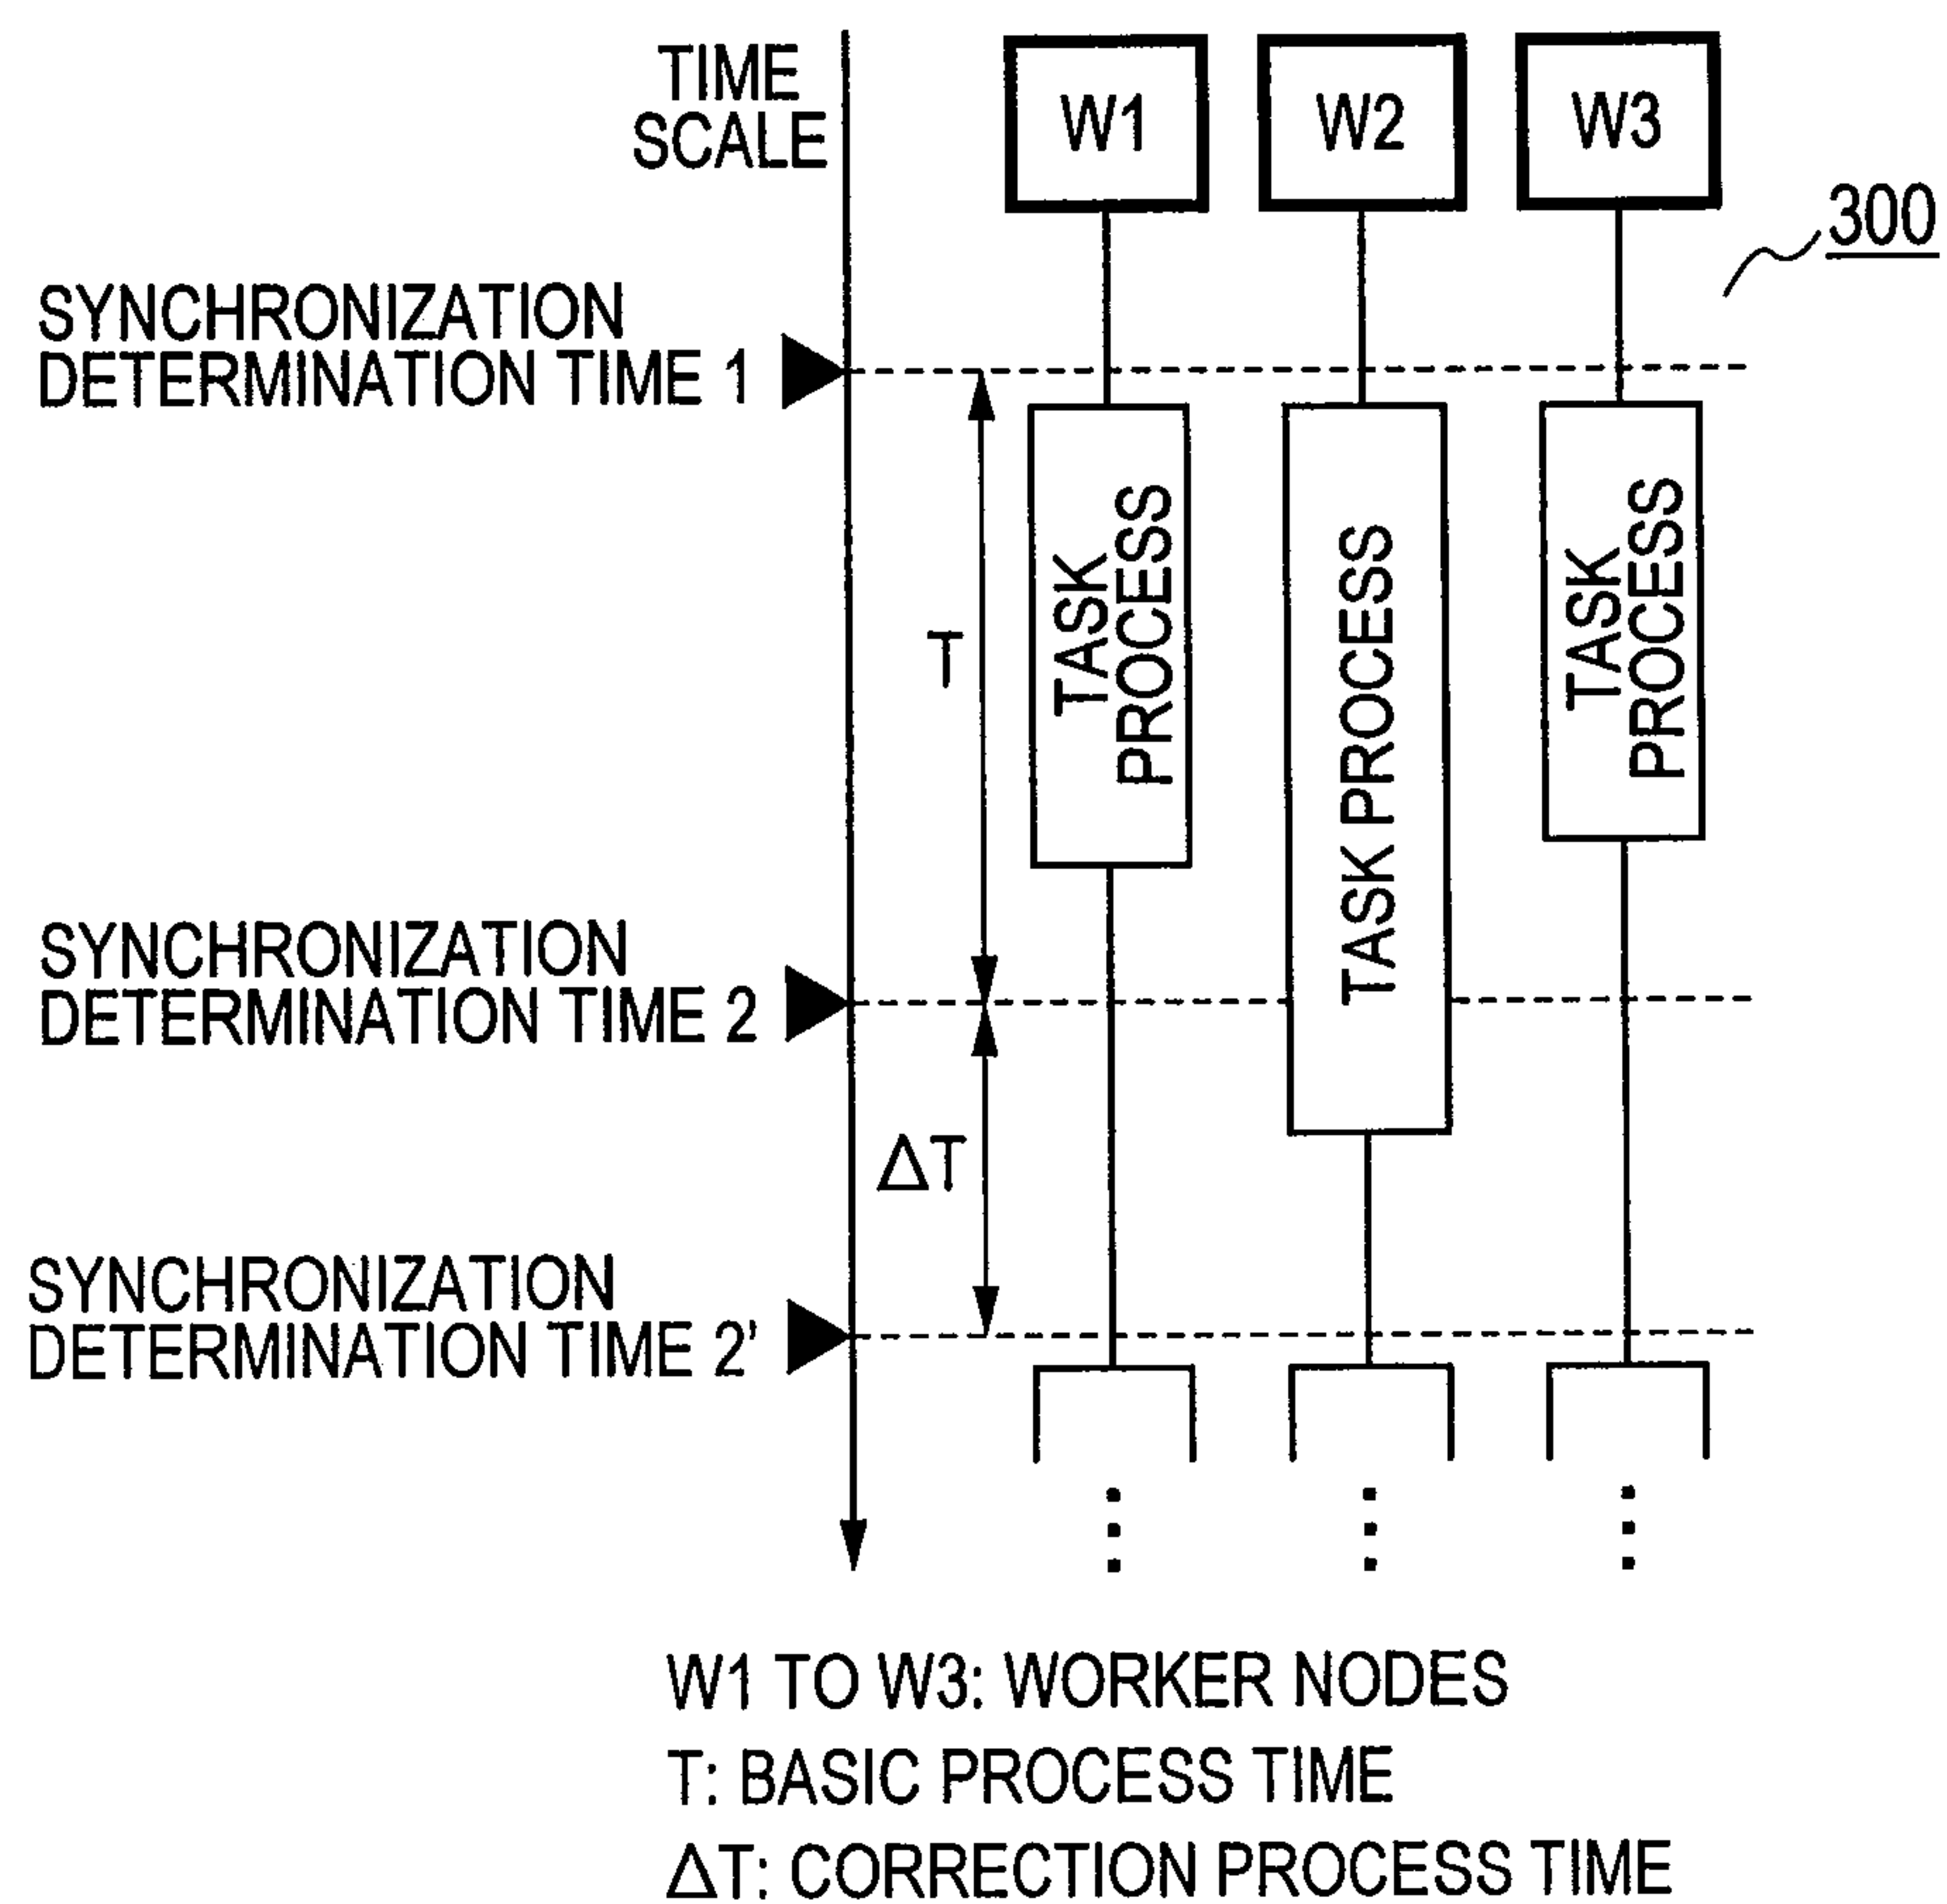 TIME
SCALE
W1
W2
W3
300
SYNCHRONIZATION
DETERMINATION TIME 1
T
TASK
PROCESS
TASK PROCESS
TASK
PROCESS
SYNCHRONIZATION
DETERMINATION TIME 2
ΔT
SYNCHRONIZATION
DETERMINATION TIME 2'
W1 TO W3: WORKER NODES
T: BASIC PROCESS TIME
ΔT: CORRECTION PROCESS TIME